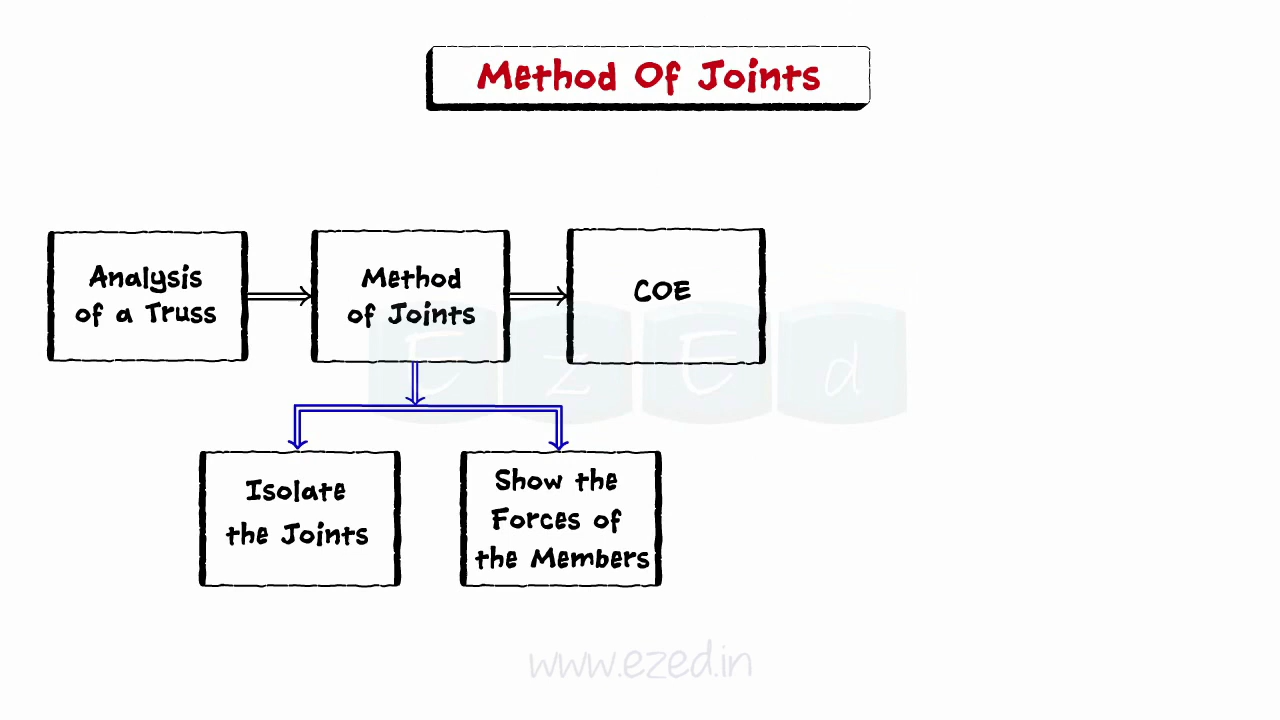 Method Of Joints
Analysis
of a Truss
Method
of Joints
COE
E z E d
Isolate
the Joints
Show the
Forces of
the Members
www.ezed.in